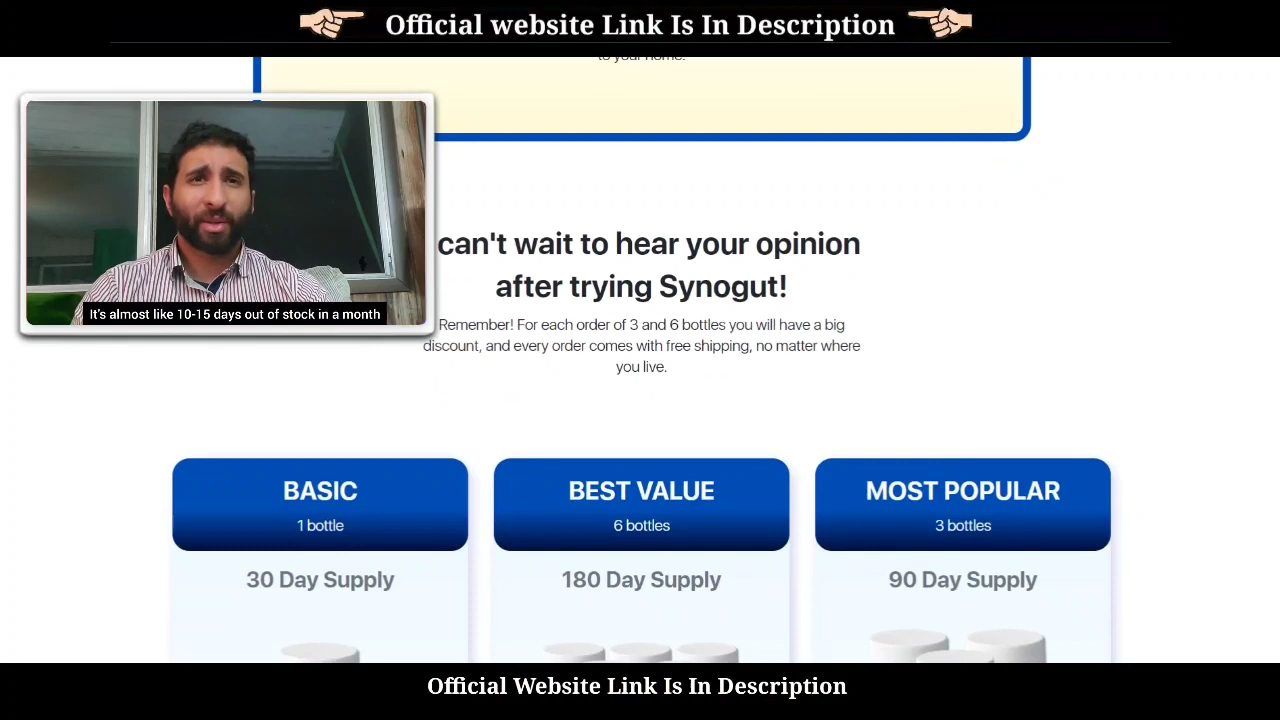 Official website Link Is In Description
to your home.
can't wait to hear your opinion
after trying Synogut!
It's almost like 10-15 days out of stock in a month
Remember! For each order of 3 and 6 bottles you will have a big
discount, and every order comes with free shipping, no matter where
you live.
BASIC
1 bottle
30 Day Supply
BEST VALUE
6 bottles
180 Day Supply
MOST POPULAR
3 bottles
90 Day Supply
Official Website Link Is In Description